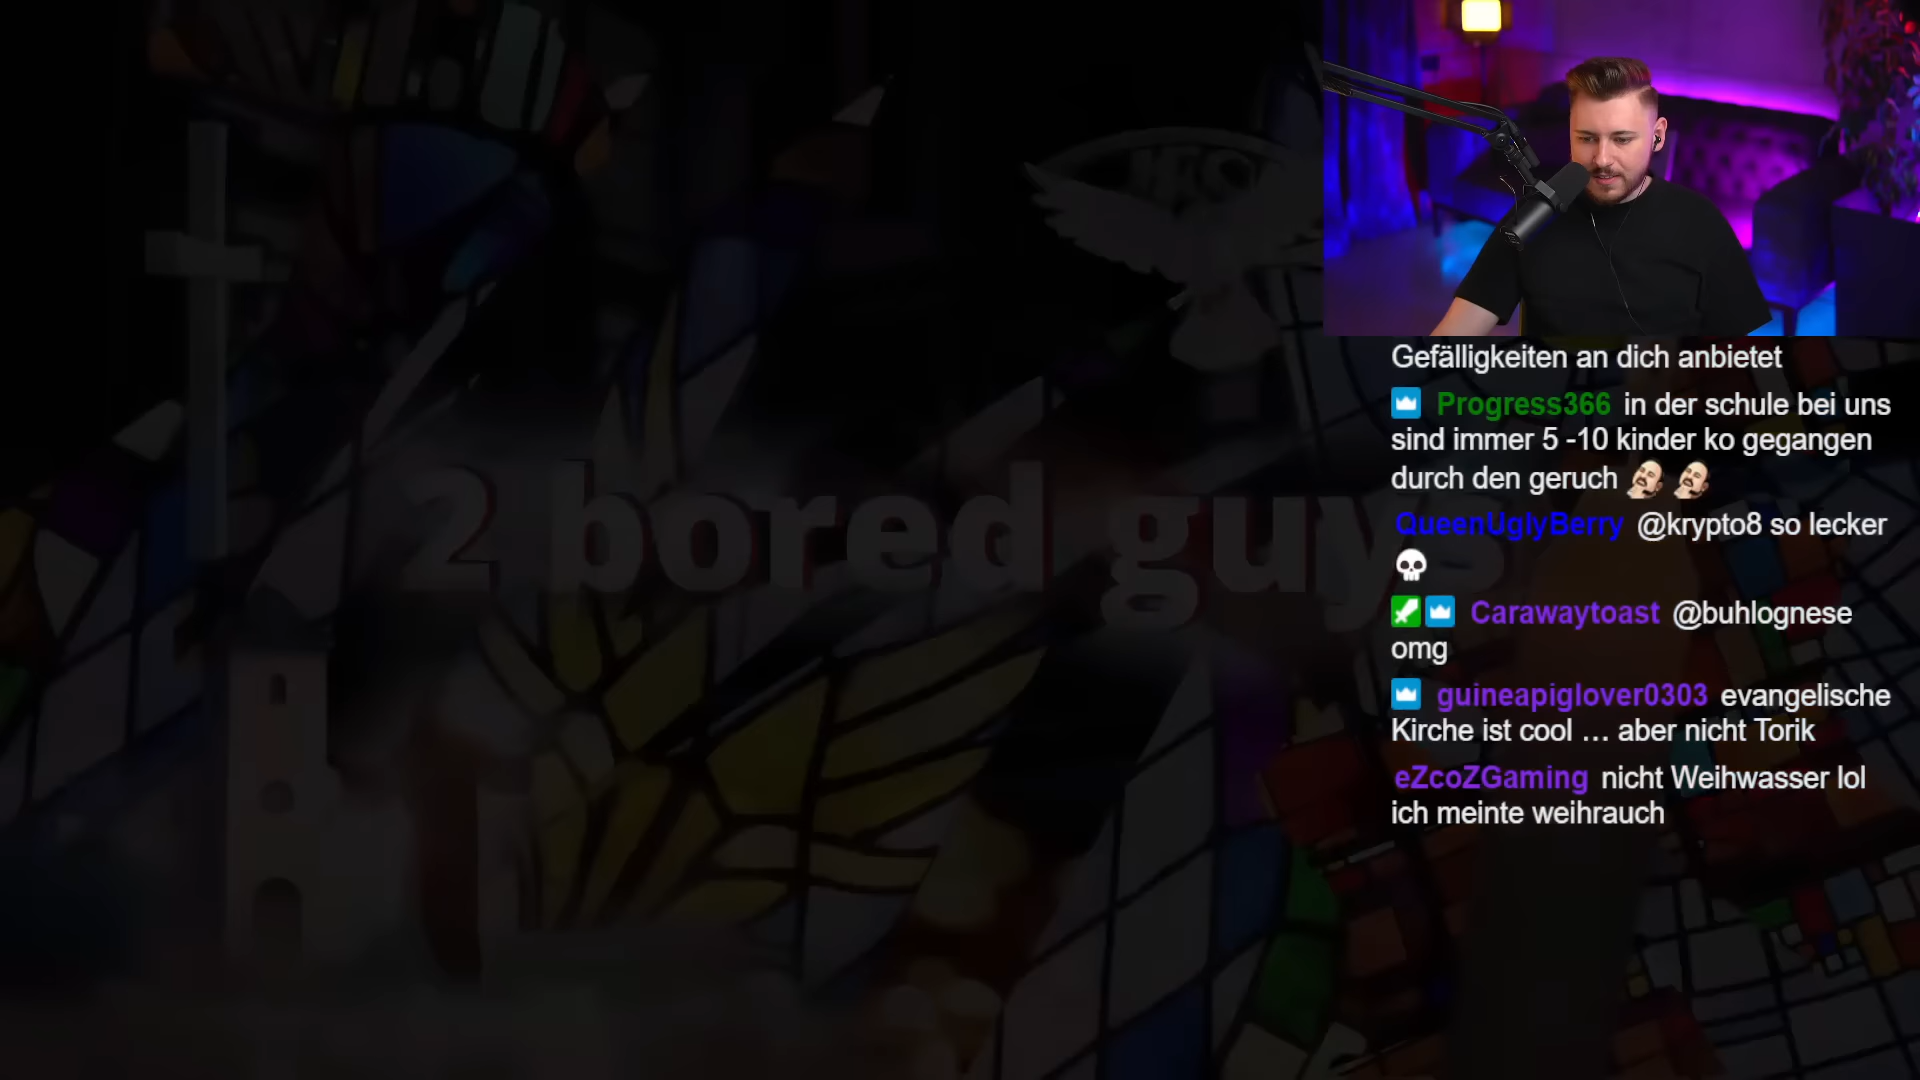 2 bored guys
Gefälligkeiten an dich anbietet
Progress366 in der schule bei uns
sind immer 5 -10 kinder ko gegangen
durch den geruch
QueenUglyBerry @krypto8 so lecker
Carawaytoast @buhlognese
omg
guineapiglover0303 evangelische
Kirche ist cool … aber nicht Torik
eZcoZGaming nicht Weihwasser lol
ich meinte weihrauch